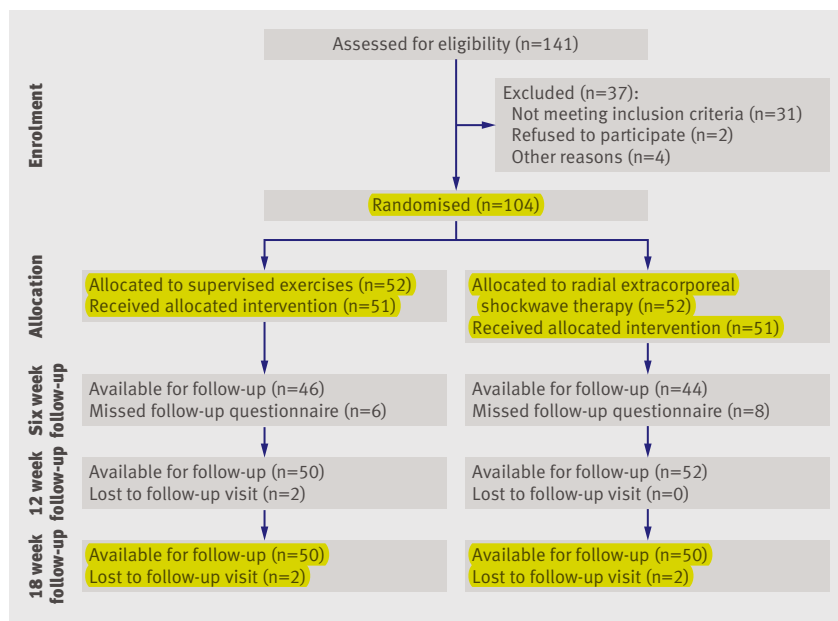 Enrolment
Assessed for eligibility (n=141)
Excluded (n=37):
Not meeting inclusion criteria (n=31)
Refused to participate (n=2)
Other reasons (n=4)
Randomised (n=104)
Allocation
Allocated to supervised exercises (n=52)
Received allocated intervention (n=51)
Allocated to radial extracorporeal
shockwave therapy (n=52)
Received allocated intervention (n=51)
Six week
follow-up
Available for follow-up (n=46)
Missed follow-up questionnaire (n=6)
Available for follow-up (n=44)
Missed follow-up questionnaire (n=8)
12 week
follow-up
Available for follow-up (n=50)
Lost to follow-up visit (n=2)
Available for follow-up (n=52)
Lost to follow-up visit (n=0)
18 week
follow-up
Available for follow-up (n=50)
Lost to follow-up visit (n=2)
Available for follow-up (n=50)
Lost to follow-up visit (n=2)